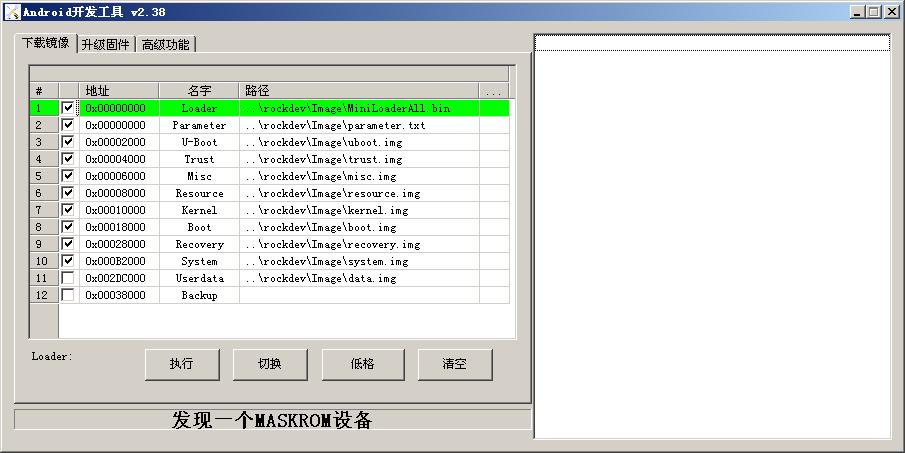 Android开发工具 v2.38
下载镜像 升级固件 高级功能
# 地址 名字 路径 ...
1 0x00000000 Loader ..\rockdev\Image\MiniLoaderAll.bin
2 0x00000000 Parameter ..\rockdev\Image\parameter.txt
3 0x00002000 U-Boot ..\rockdev\Image\uboot.img
4 0x00004000 Trust ..\rockdev\Image\trust.img
5 0x00006000 Misc ..\rockdev\Image\misc.img
6 0x00008000 Resource ..\rockdev\Image\resource.img
7 0x00010000 Kernel ..\rockdev\Image\kernel.img
8 0x00018000 Boot ..\rockdev\Image\boot.img
9 0x00028000 Recovery ..\rockdev\Image\recovery.img
10 0x000B2000 System ..\rockdev\Image\system.img
11 0x002DC000 Userdata ..\rockdev\Image\data.img
12 0x00038000 Backup
Loader: 执行 切换 低格 清空
发现一个MASKROM设备